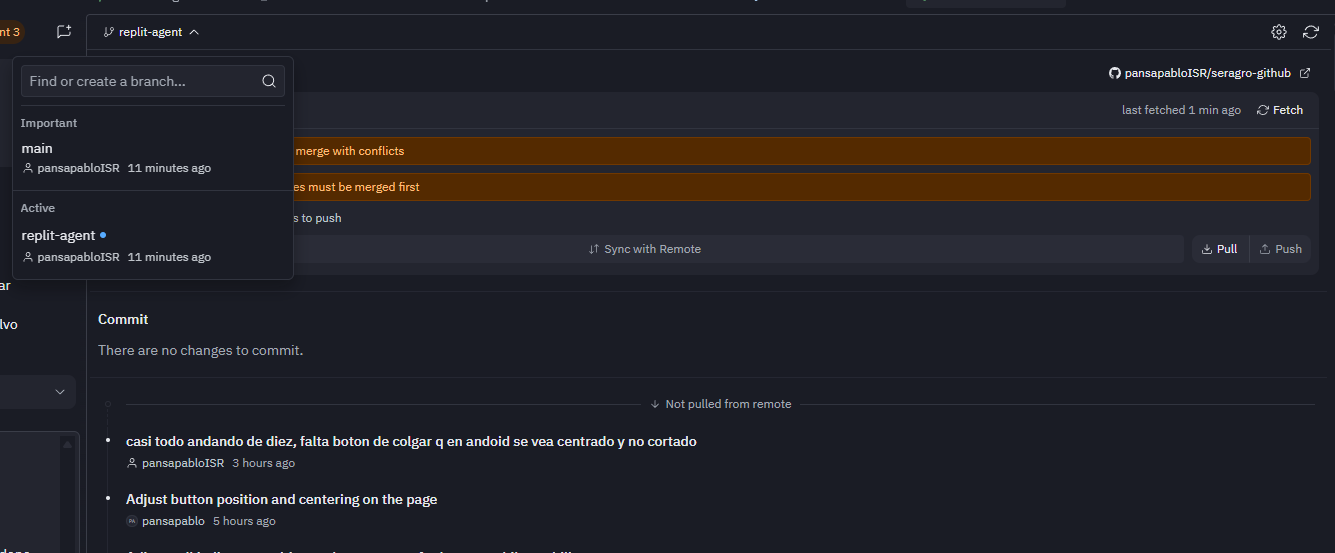 nt 3
replit-agent
Find or create a branch...
pansapabloISR/seragro-github
last fetched 1 min ago
Fetch
Important
main
pansapabloISR 11 minutes ago
merge with conflicts
es must be merged first
Active
s to push
replit-agent
pansapabloISR 11 minutes ago
Sync with Remote
Pull
Push
ar
lvo
Commit
There are no changes to commit.
Not pulled from remote
casi todo andando de diez, falta boton de colgar q en andoid se vea centrado y no cortado
pansapabloISR 3 hours ago
Adjust button position and centering on the page
PA pansapablo 5 hours ago